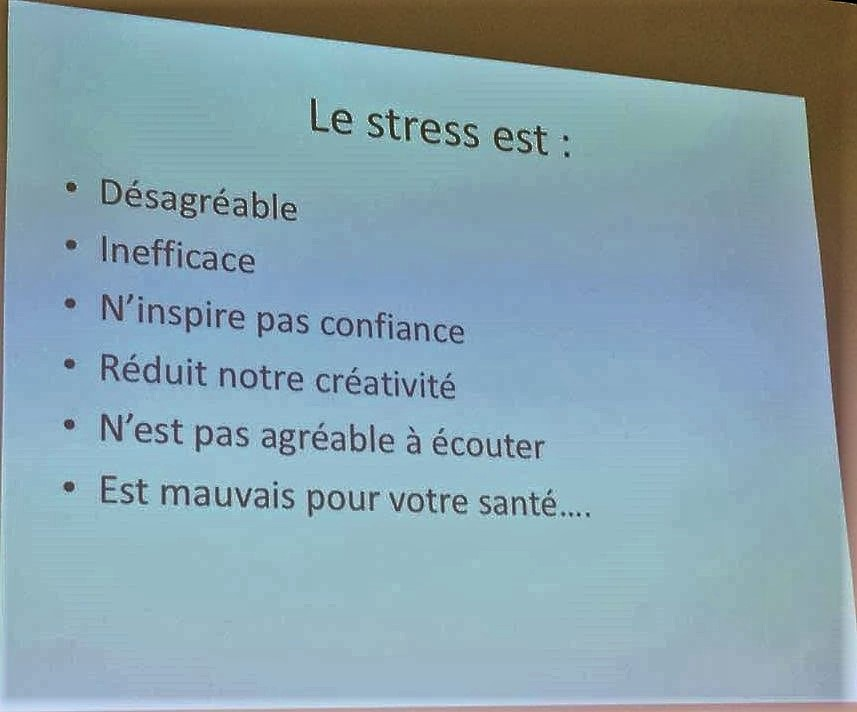 Le stress est :
• Désagréable
• Inefficace
• N’inspire pas confiance
• Réduit notre créativité
• N’est pas agréable à écouter
• Est mauvais pour votre santé....